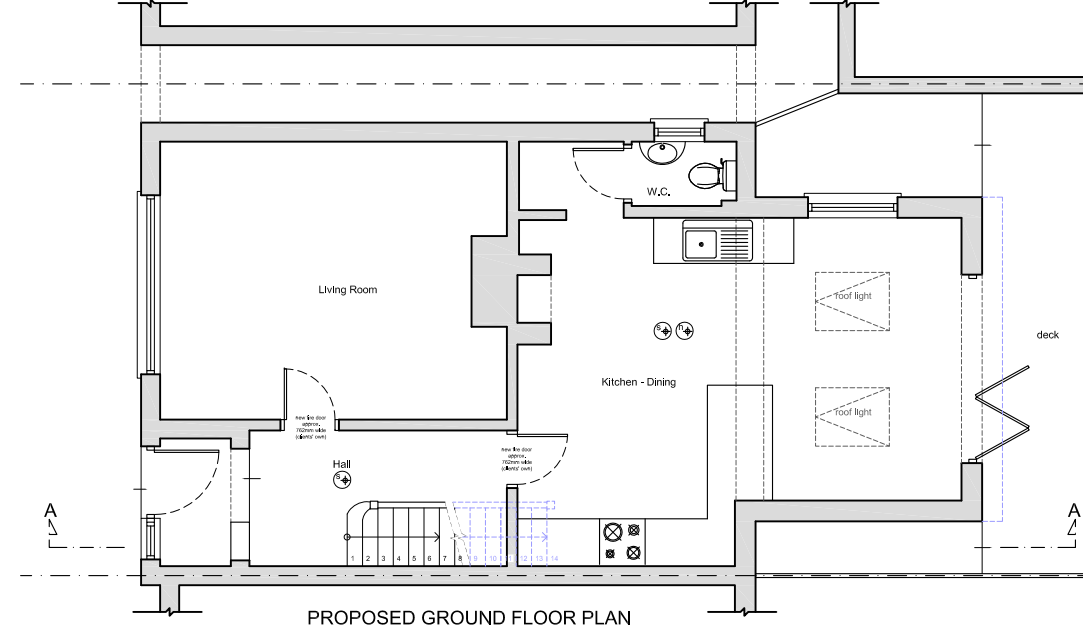 W.C.
Living Room
roof light
deck
S
h
Kitchen - Dining
roof light
New fire door
approx.
762mm wide
(clients' own)
New fire door
approx.
762mm wide
(clients' own)
Hall
S
A
A
1 2 3 4 5 6 7 8 9 10 11 12 13 14
PROPOSED GROUND FLOOR PLAN